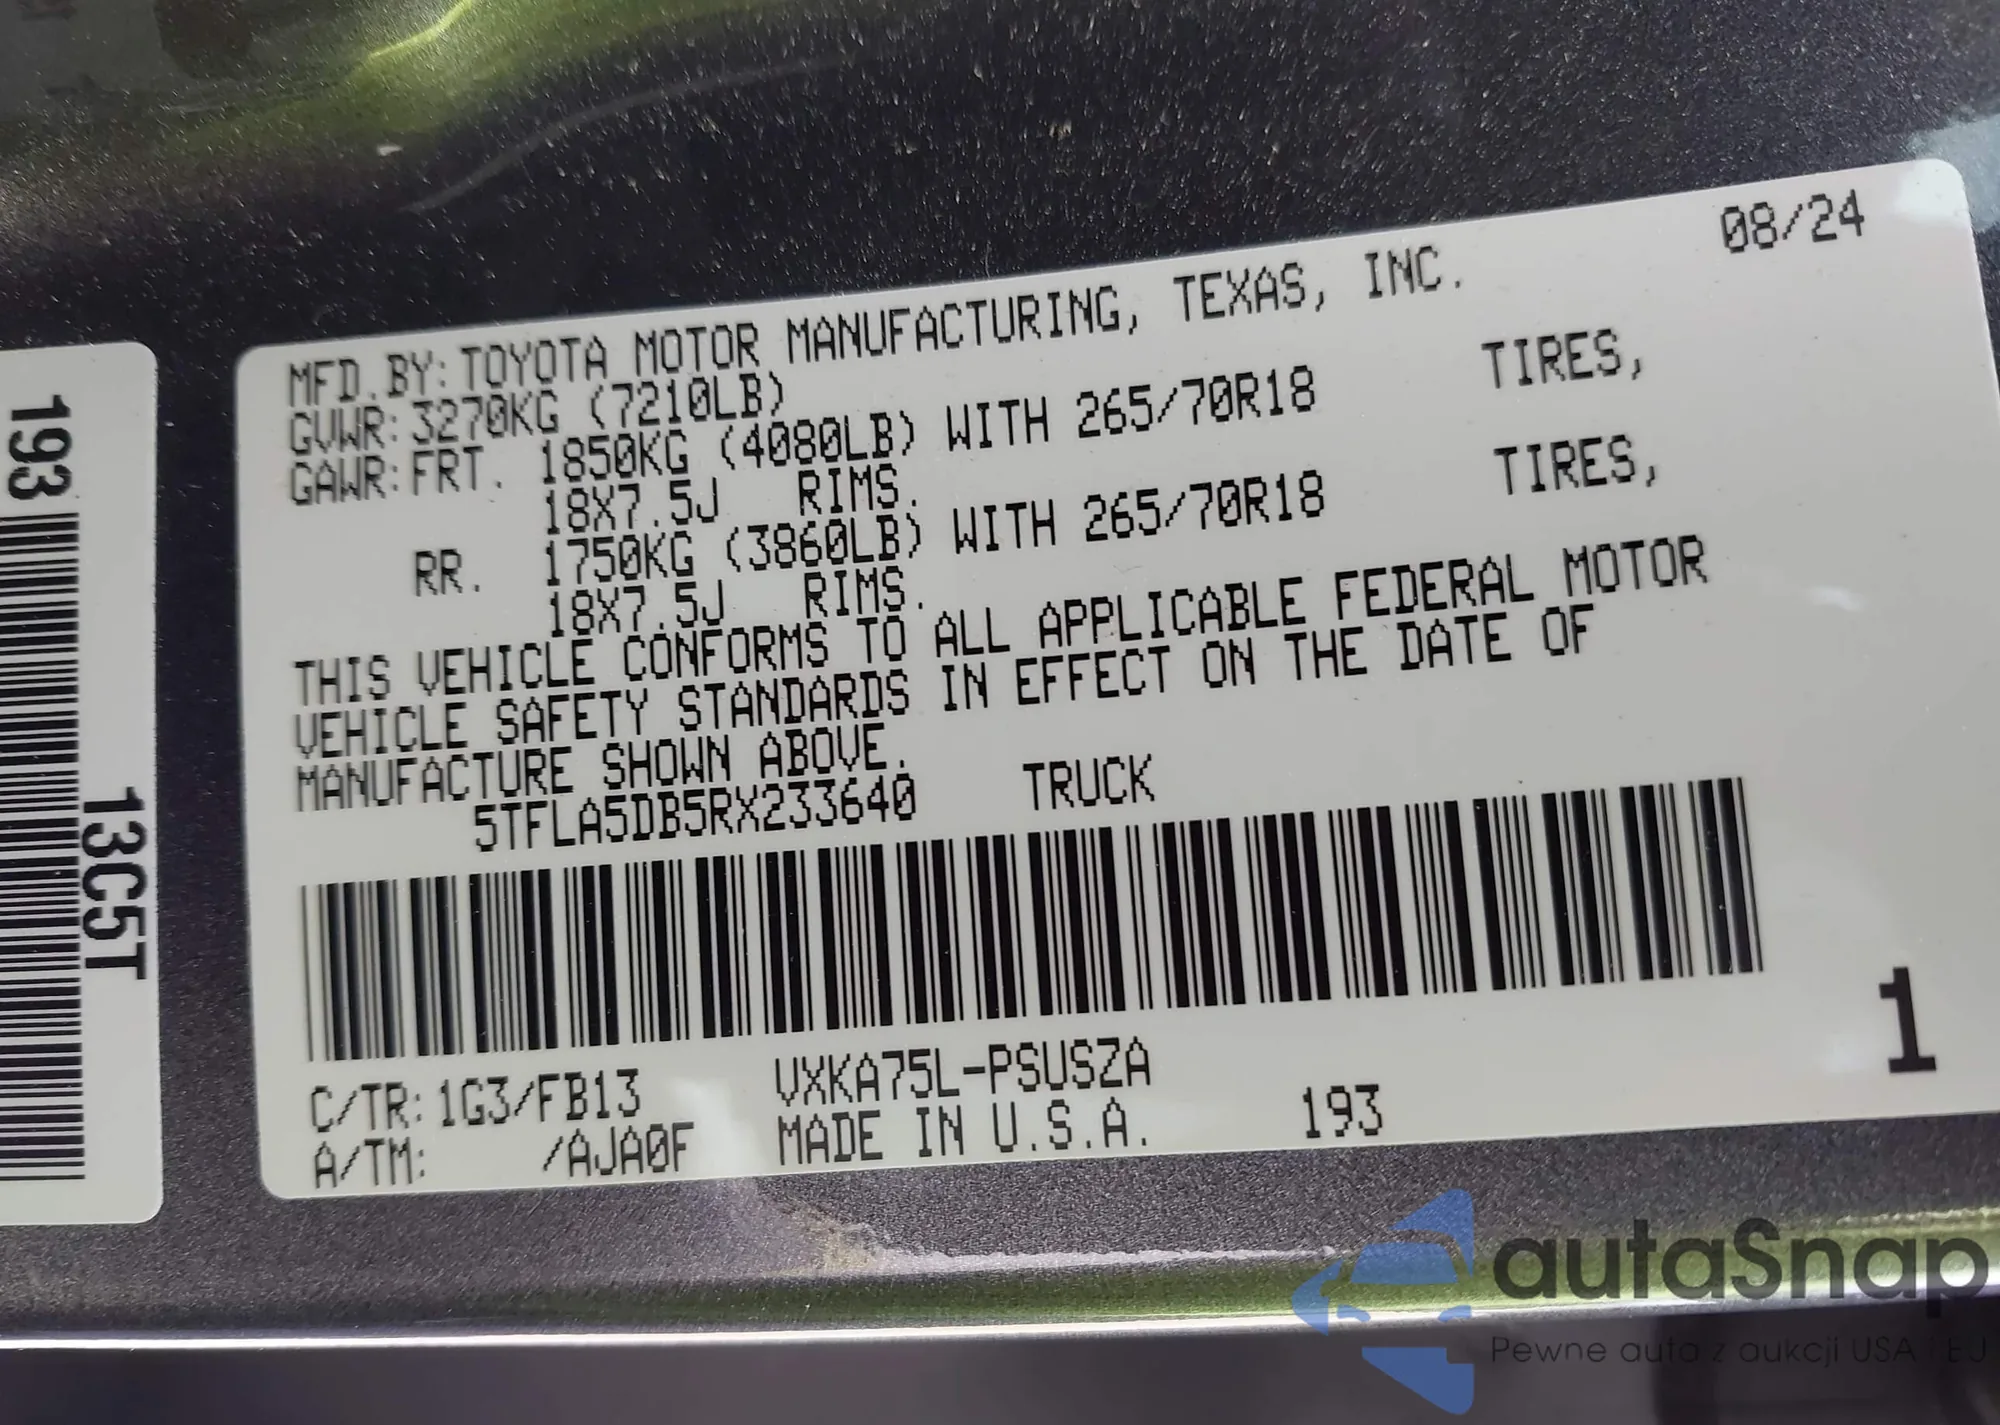 193
13C5T
08/24
MFD.BY: TOYOTA MOTOR MANUFACTURING, TEXAS, INC.
GVWR: 3270KG (7210LB)
GAWR: FRT. 1850KG (4080LB) WITH 265/70R18 TIRES,
18X7.5J RIMS.
RR. 1750KG (3860LB) WITH 265/70R18 TIRES,
18X7.5J RIMS.
THIS VEHICLE CONFORMS TO ALL APPLICABLE FEDERAL MOTOR
VEHICLE SAFETY STANDARDS IN EFFECT ON THE DATE OF
MANUFACTURE SHOWN ABOVE.
5TFLA5DB5RX233640 TRUCK
C/TR: 1G3/FB13 VXKA75L-PSUSZA
A/TM: /AJA0F MADE IN U.S.A. 193
1
autaSnap
Pewne auta z aukcji USA i EU